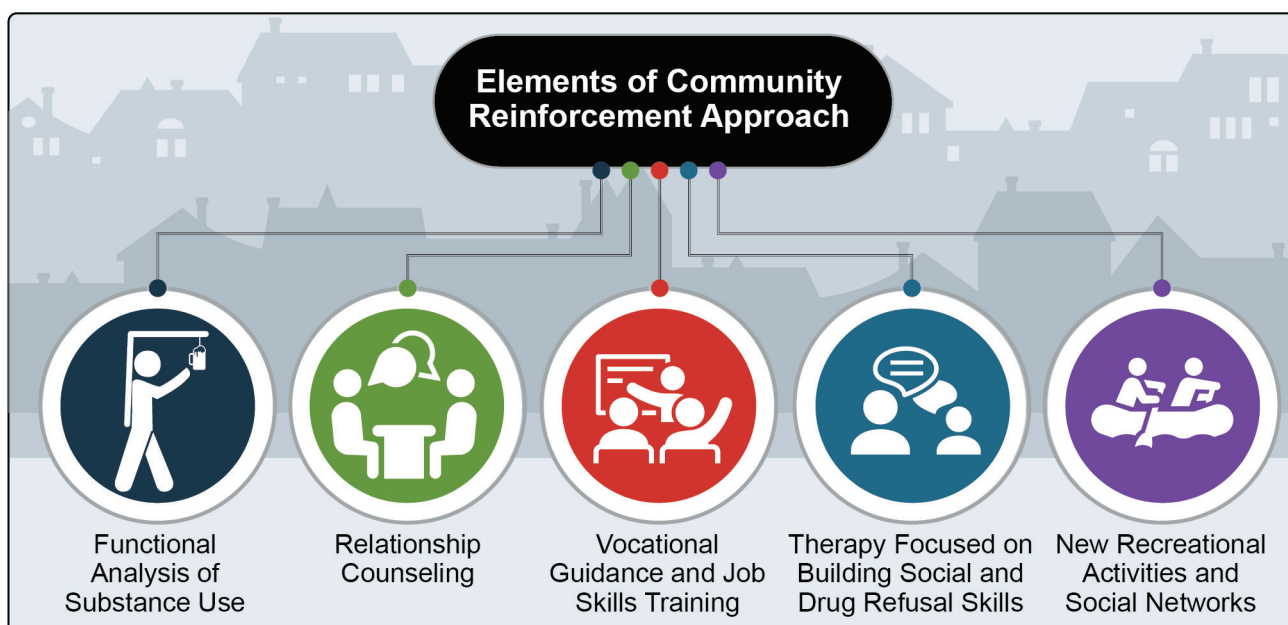 Elements of Community
Reinforcement Approach
Functional
Analysis of
Substance Use
Relationship
Counseling
Vocational
Guidance and Job
Skills Training
Therapy Focused on
Building Social and
Drug Refusal Skills
New Recreational
Activities and
Social Networks